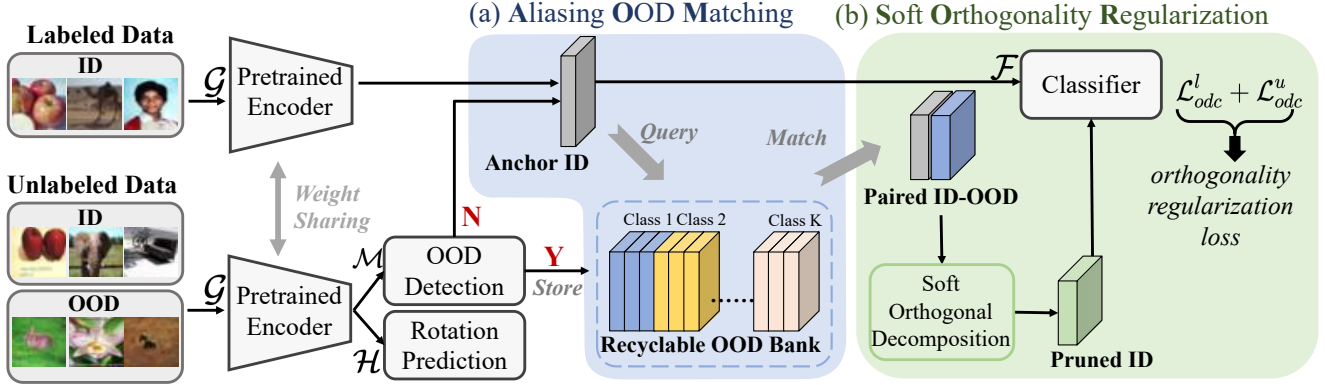 (a) Aliasing OOD Matching
(b) Soft Orthogonality Regularization
Labeled Data
ID
𝒢
Pretrained
Encoder
Anchor ID
Query
Match
ℱ
Classifier
ℒ^l_odc + ℒ^u_odc
orthogonality
regularization
loss
Paired ID-OOD
Weight
Sharing
Unlabeled Data
ID
OOD
𝒢
Pretrained
Encoder
ℳ
OOD
Detection
N
Y
Store
ℋ
Rotation
Prediction
Class 1
Class 2
......
Class K
Recyclable OOD Bank
Soft
Orthogonal
Decomposition
Pruned ID